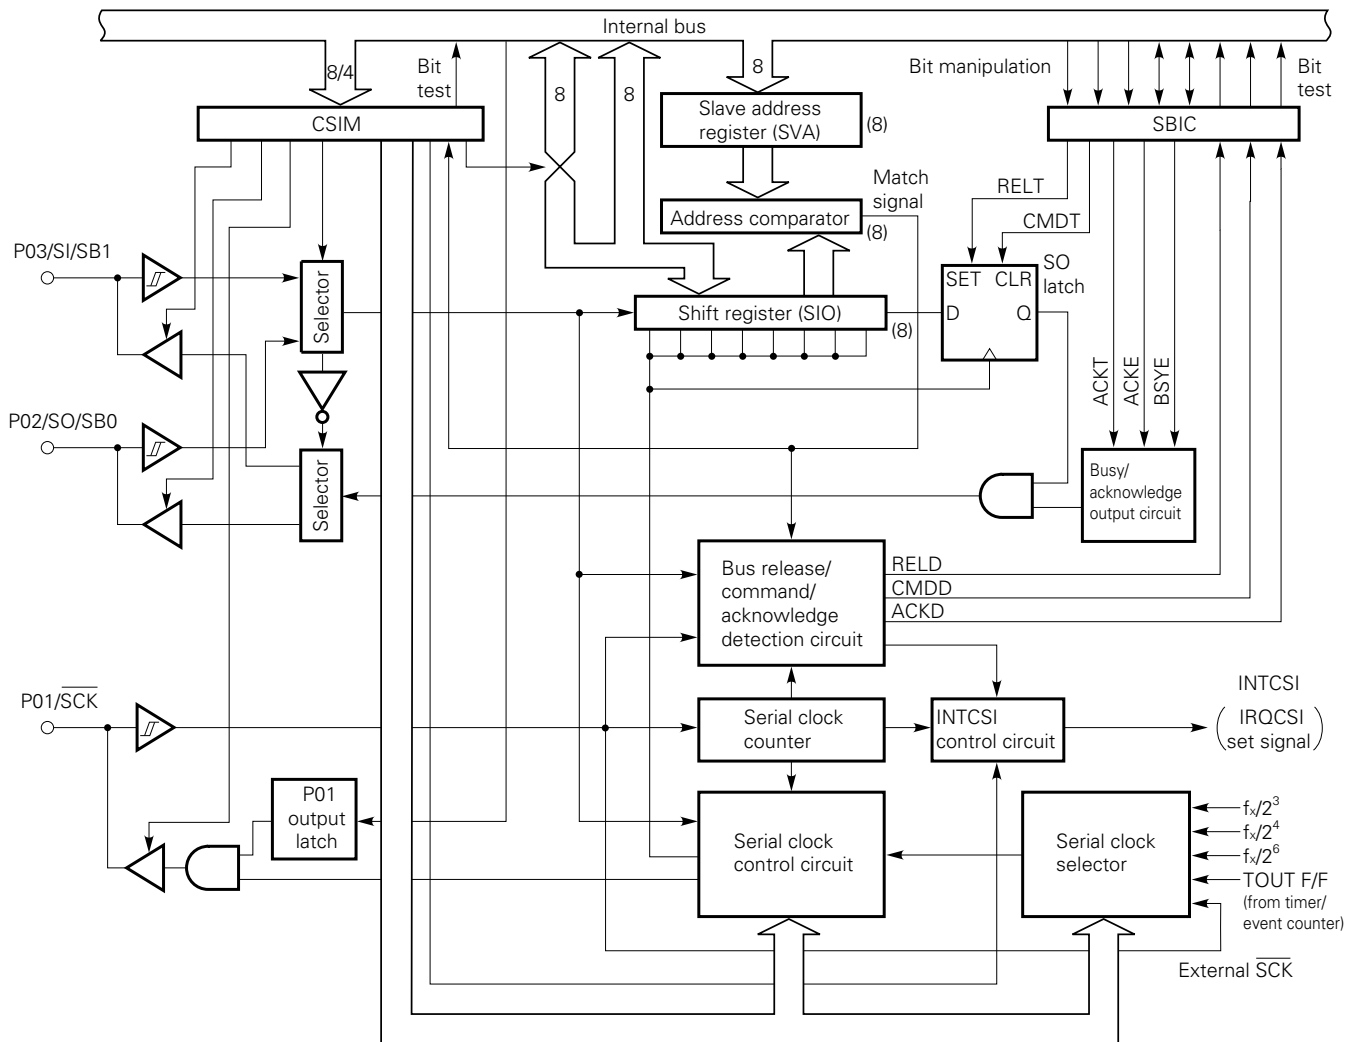 Internal bus
8/4
Bit
test
8
8
8
Bit manipulation
Bit
test
CSIM
Slave address
register (SVA)
(8)
SBIC
Match
signal
RELT
Address comparator
(8)
CMDT
P03/SI/SB1
Selector
SET CLR
SO
latch
Shift register (SIO)
(8)
D Q
ACKT
ACKE
BSYE
P02/SO/SB0
Selector
Busy/
acknowledge
output circuit
Bus release/
command/
acknowledge
detection circuit
RELD
CMDD
ACKD
P01/S̅C̅K̅
Serial clock
counter
INTCSI
control circuit
INTCSI
(IRQCSI
set signal)
P01
output
latch
Serial clock
control circuit
Serial clock
selector
fx/2³
fx/2⁴
fx/2⁶
TOUT F/F
(from timer/
event counter)
External S̅C̅K̅